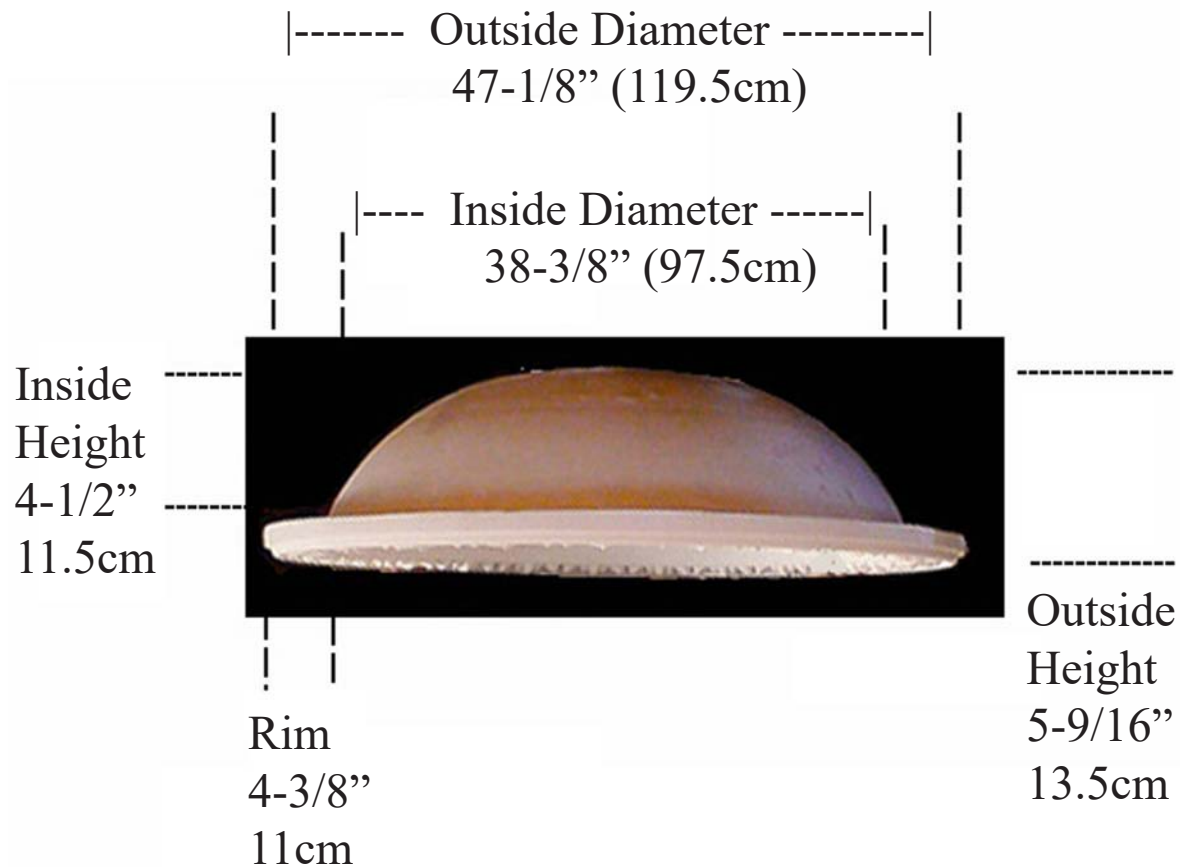 |------- Outside Diameter ---------|
47-1/8” (119.5cm)
|---- Inside Diameter ------|
38-3/8” (97.5cm)
Inside
Height
4-1/2”
11.5cm
Outside
Height
5-9/16”
13.5cm
Rim
4-3/8”
11cm